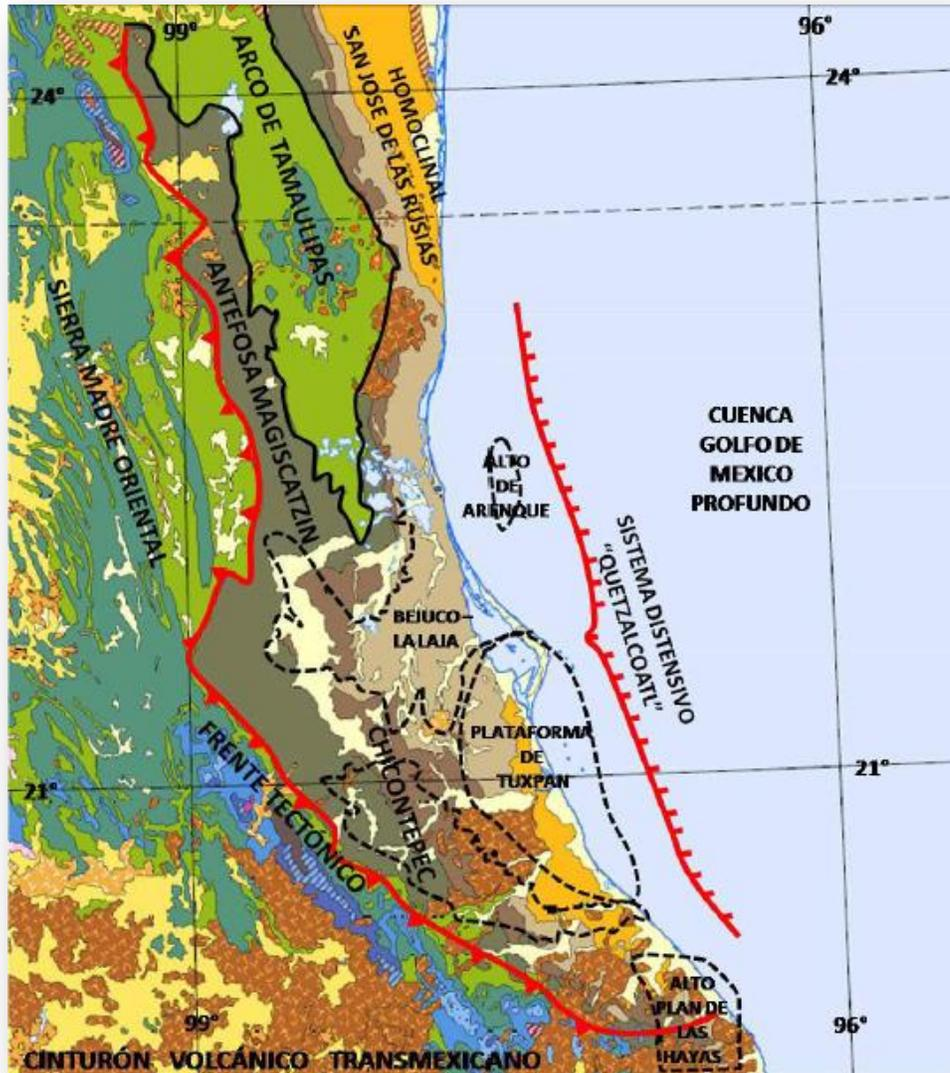 99°
96°
24°
24°
ARCO DE TAMAULIPAS
HOMOCLINAL
SAN JOSE DE LAS RUSIAS
SIERRA MADRE ORIENTAL
ANTEFOSA MAGISCATZIN
CUENCA
GOLFO DE
MEXICO
PROFUNDO
ALTO
DE
ARENQUE
SISTEMA DISTENSIVO
"QUETZALCOATL"
BEJUCO-
LA LAJA
PLATAFORMA
DE
TUXPAN
CHICONTEPEC
FRENTE TECTÓNICO
21°
21°
ALTO
PLAN DE
LAS
HAYAS
99°
96°
CINTURÓN VOLCÁNICO TRANSMEXICANO